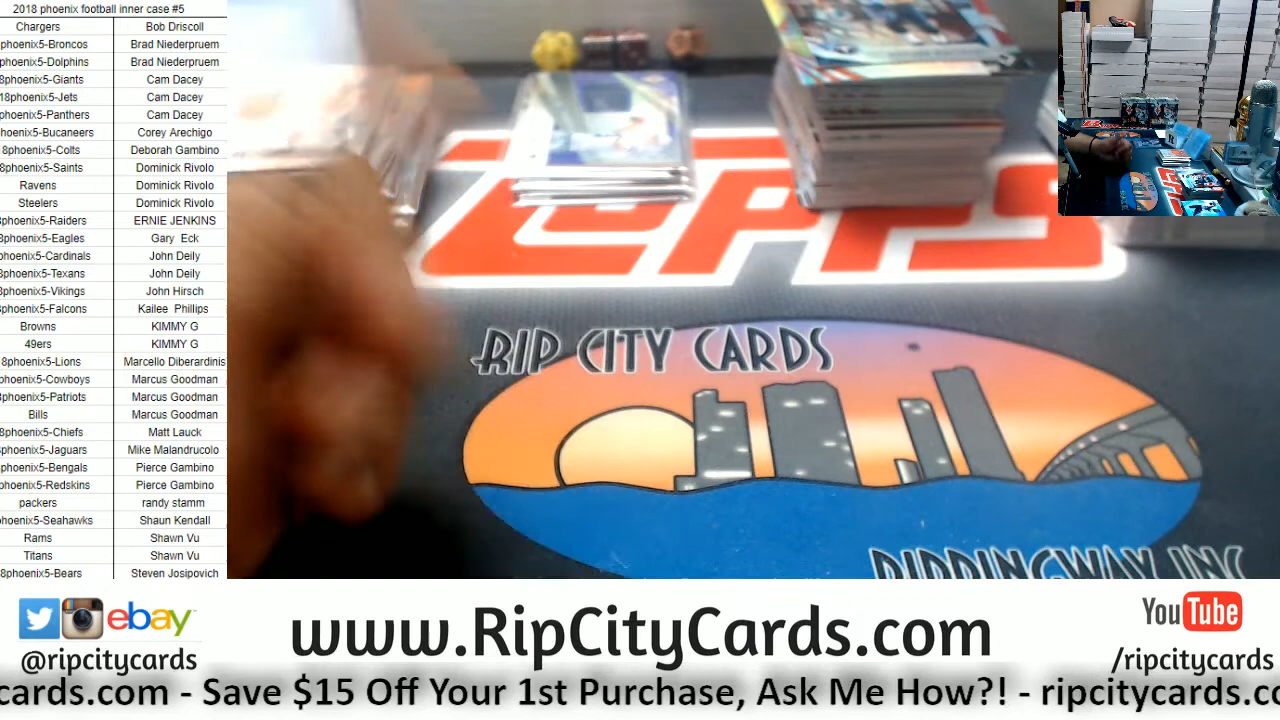 2018 phoenix football inner case #5
Chargers Bob Driscoll
phoenix5-Broncos Brad Niederpruem
phoenix5-Dolphins Brad Niederpruem
8phoenix5-Giants Cam Dacey
18phoenix5-Jets Cam Dacey
phoenix5-Panthers Cam Dacey
hoenix5-Bucaneers Corey Arechigo
8phoenix5-Colts Deborah Gambino
8phoenix5-Saints Dominick Rivolo
Ravens Dominick Rivolo
Steelers Dominick Rivolo
phoenix5-Raiders ERNIE JENKINS
8phoenix5-Eagles Gary Eck
phoenix5-Cardinals John Deily
8phoenix5-Texans John Deily
8phoenix5-Vikings John Hirsch
8phoenix5-Falcons Kailee Phillips
Browns KIMMY G
49ers KIMMY G
8phoenix5-Lions Marcello Diberardinis
phoenix5-Cowboys Marcus Goodman
phoenix5-Patriots Marcus Goodman
Bills Marcus Goodman
8phoenix5-Chiefs Matt Lauck
phoenix5-Jaguars Mike Malandrucolo
phoenix5-Bengals Pierce Gambino
phoenix5-Redskins Pierce Gambino
packers randy stamm
hoenix5-Seahawks Shaun Kendall
Rams Shawn Vu
Titans Shawn Vu
8phoenix5-Bears Steven Josipovich
TOPPS
RIP CITY CARDS
RIPPINGWAY INC
ebay
@ripcitycards
www.RipCityCards.com
YouTube
/ripcitycards
cards.com - Save $15 Off Your 1st Purchase, Ask Me How?! - ripcitycards.co